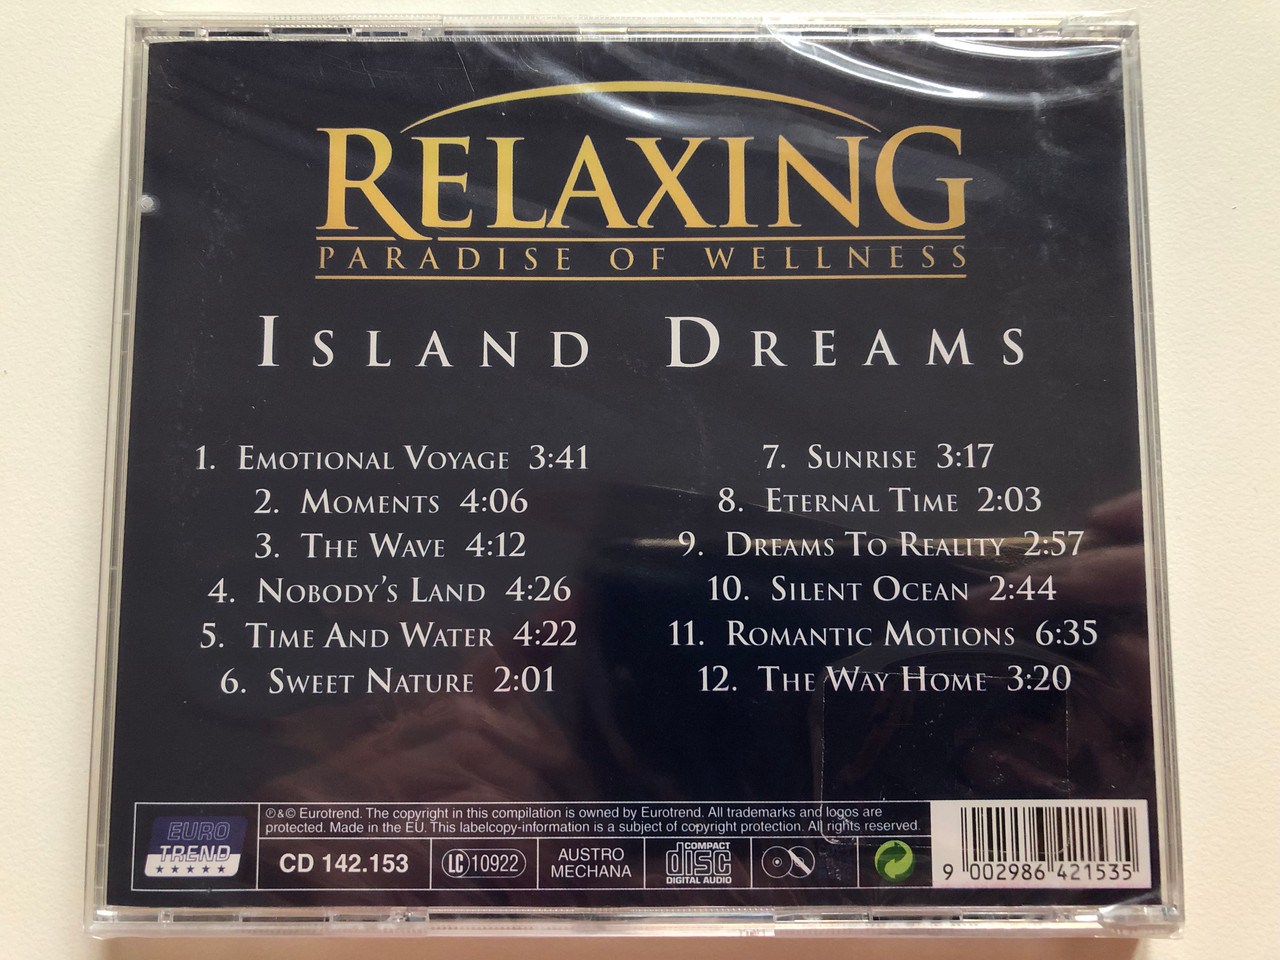 RELAXING
PARADISE OF WELLNESS
ISLAND DREAMS
1. EMOTIONAL VOYAGE 3:41
2. MOMENTS 4:06
3. THE WAVE 4:12
4. NOBODY'S LAND 4:26
5. TIME AND WATER 4:22
6. SWEET NATURE 2:01
7. SUNRISE 3:17
8. ETERNAL TIME 2:03
9. DREAMS TO REALITY 2:57
10. SILENT OCEAN 2:44
11. ROMANTIC MOTIONS 6:35
12. THE WAY HOME 3:20
EURO
TREND
℗&© Eurotrend. The copyright in this compilation is owned by Eurotrend. All trademarks and logos are
protected. Made in the EU. This labelcopy-information is a subject of copyright protection. All rights reserved.
CD 142.153
LC 10922
AUSTRO
MECHANA
COMPACT
disc
DIGITAL AUDIO
9 002986 421535